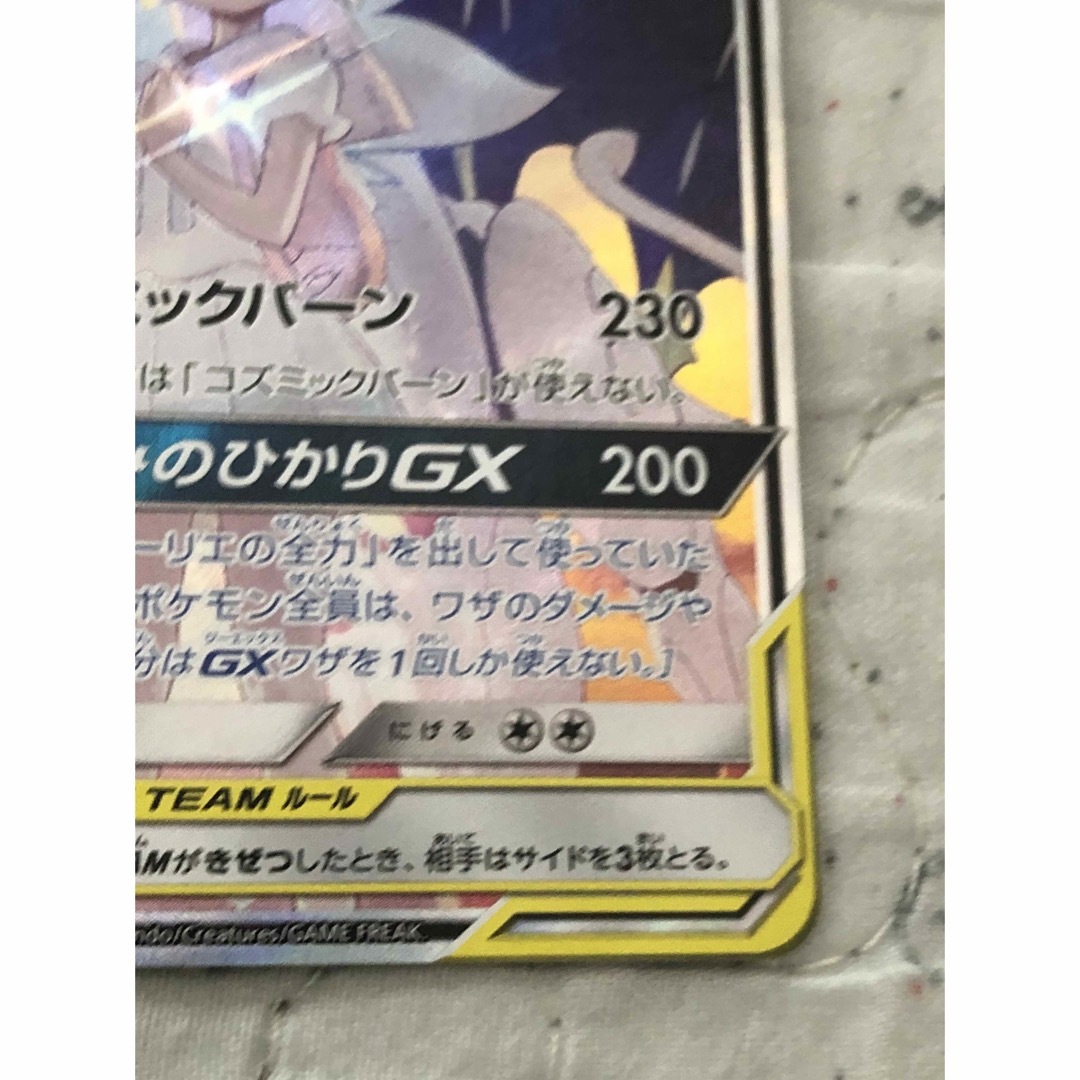 ックバーン 230
は「コズミックバーン」が使えない。
のひかりGX 200
ーリエの全力」を出して使っていた
ポケモン全員は、ワザのダメージや
分はGXワザを1回しか使えない。]
にげる
TEAM ルール
がきぜつしたとき、相手はサイドを3枚とる。
/Creatures/GAME FREAK.